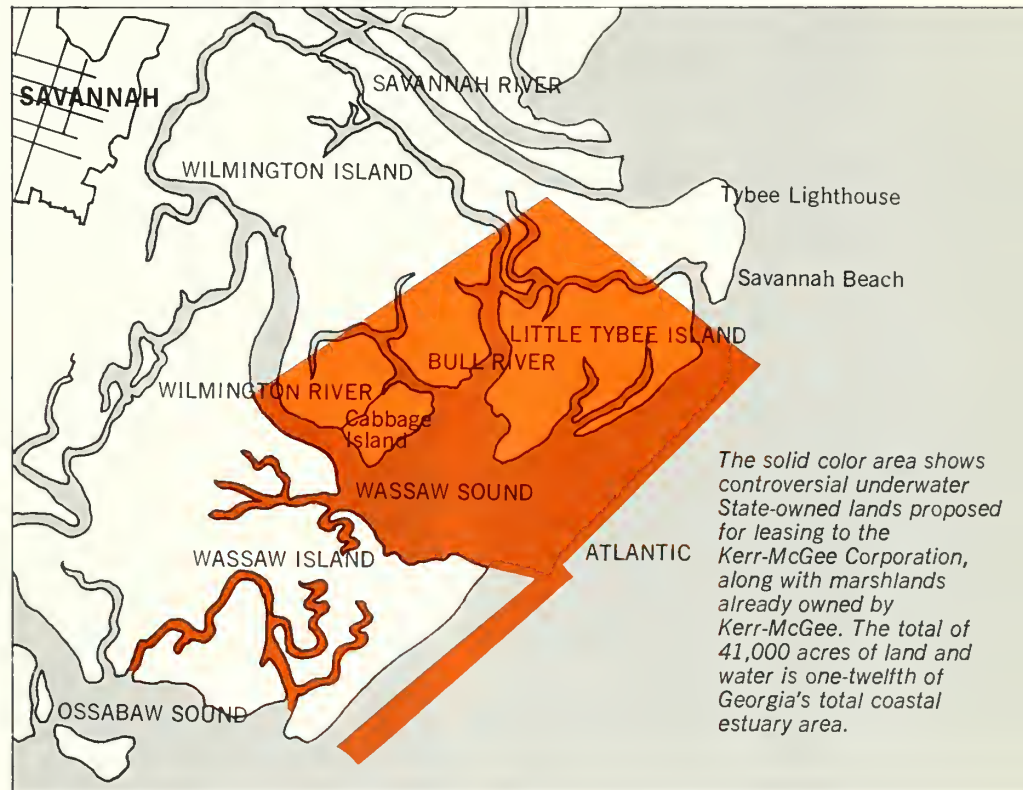 SAVANNAH
SAVANNAH RIVER
WILMINGTON ISLAND
Tybee Lighthouse
Savannah Beach
LITTLE TYBEE ISLAND
BULL RIVER
WILMINGTON RIVER
Cabbage
Island
WASSAW SOUND
WASSAW ISLAND
ATLANTIC
OSSABAW SOUND
The solid color area shows
controversial underwater
State-owned lands proposed
for leasing to the
Kerr-McGee Corporation,
along with marshlands
already owned by
Kerr-McGee. The total of
41,000 acres of land and
water is one-twelfth of
Georgia's total coastal
estuary area.